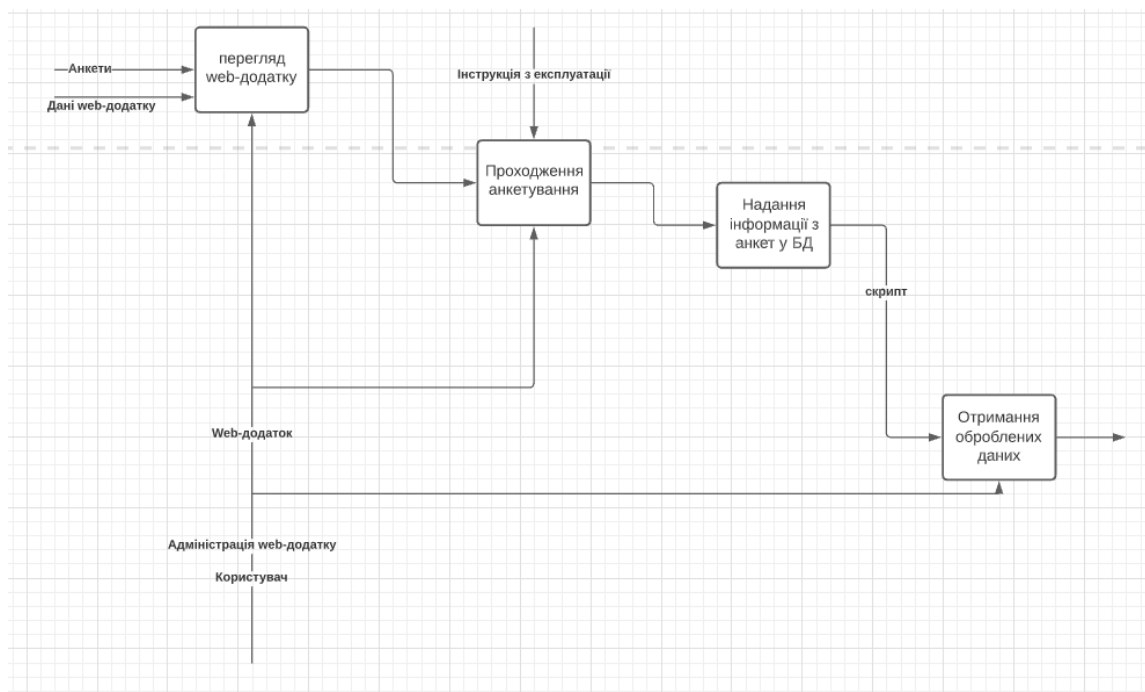 перегляд
web-додатку
Анкети
Дані web-додатку
Інструкція з експлуатації
Проходження
анкетування
Надання
інформації з
анкет у БД
скрипт
Отримання
оброблених
даних
Web-додаток
Адміністрація web-додатку
Користувач